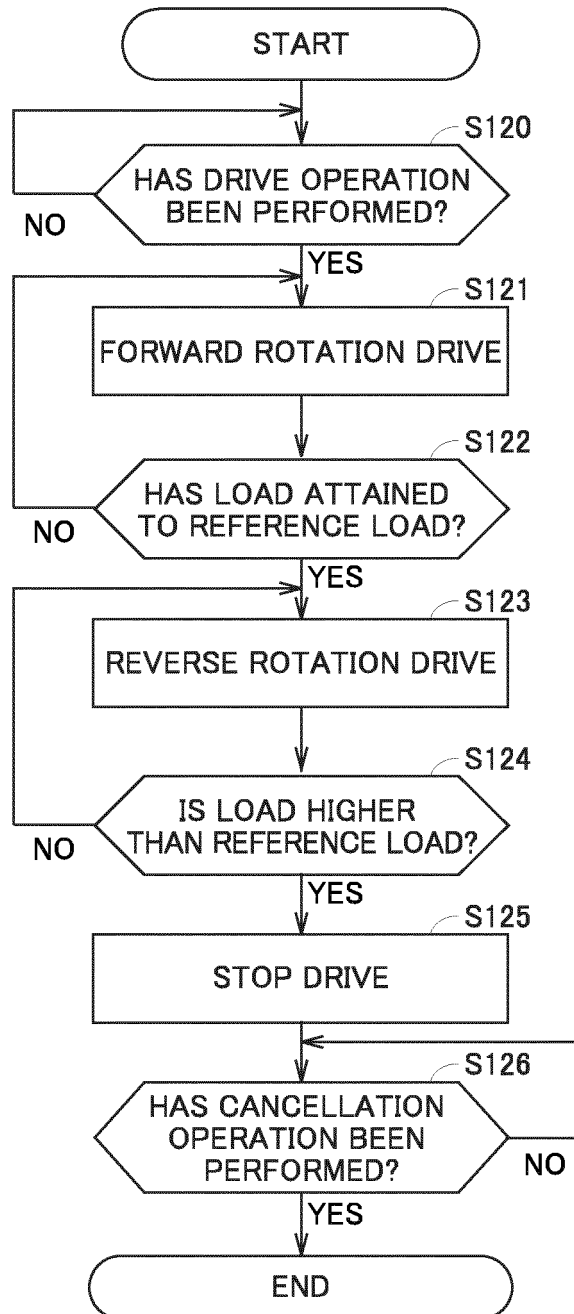 START
S120
HAS DRIVE OPERATION
BEEN PERFORMED?
NO
YES
S121
FORWARD ROTATION DRIVE
S122
HAS LOAD ATTAINED
TO REFERENCE LOAD?
NO
YES
S123
REVERSE ROTATION DRIVE
S124
IS LOAD HIGHER
THAN REFERENCE LOAD?
NO
YES
S125
STOP DRIVE
S126
HAS CANCELLATION
OPERATION BEEN
PERFORMED?
NO
YES
END